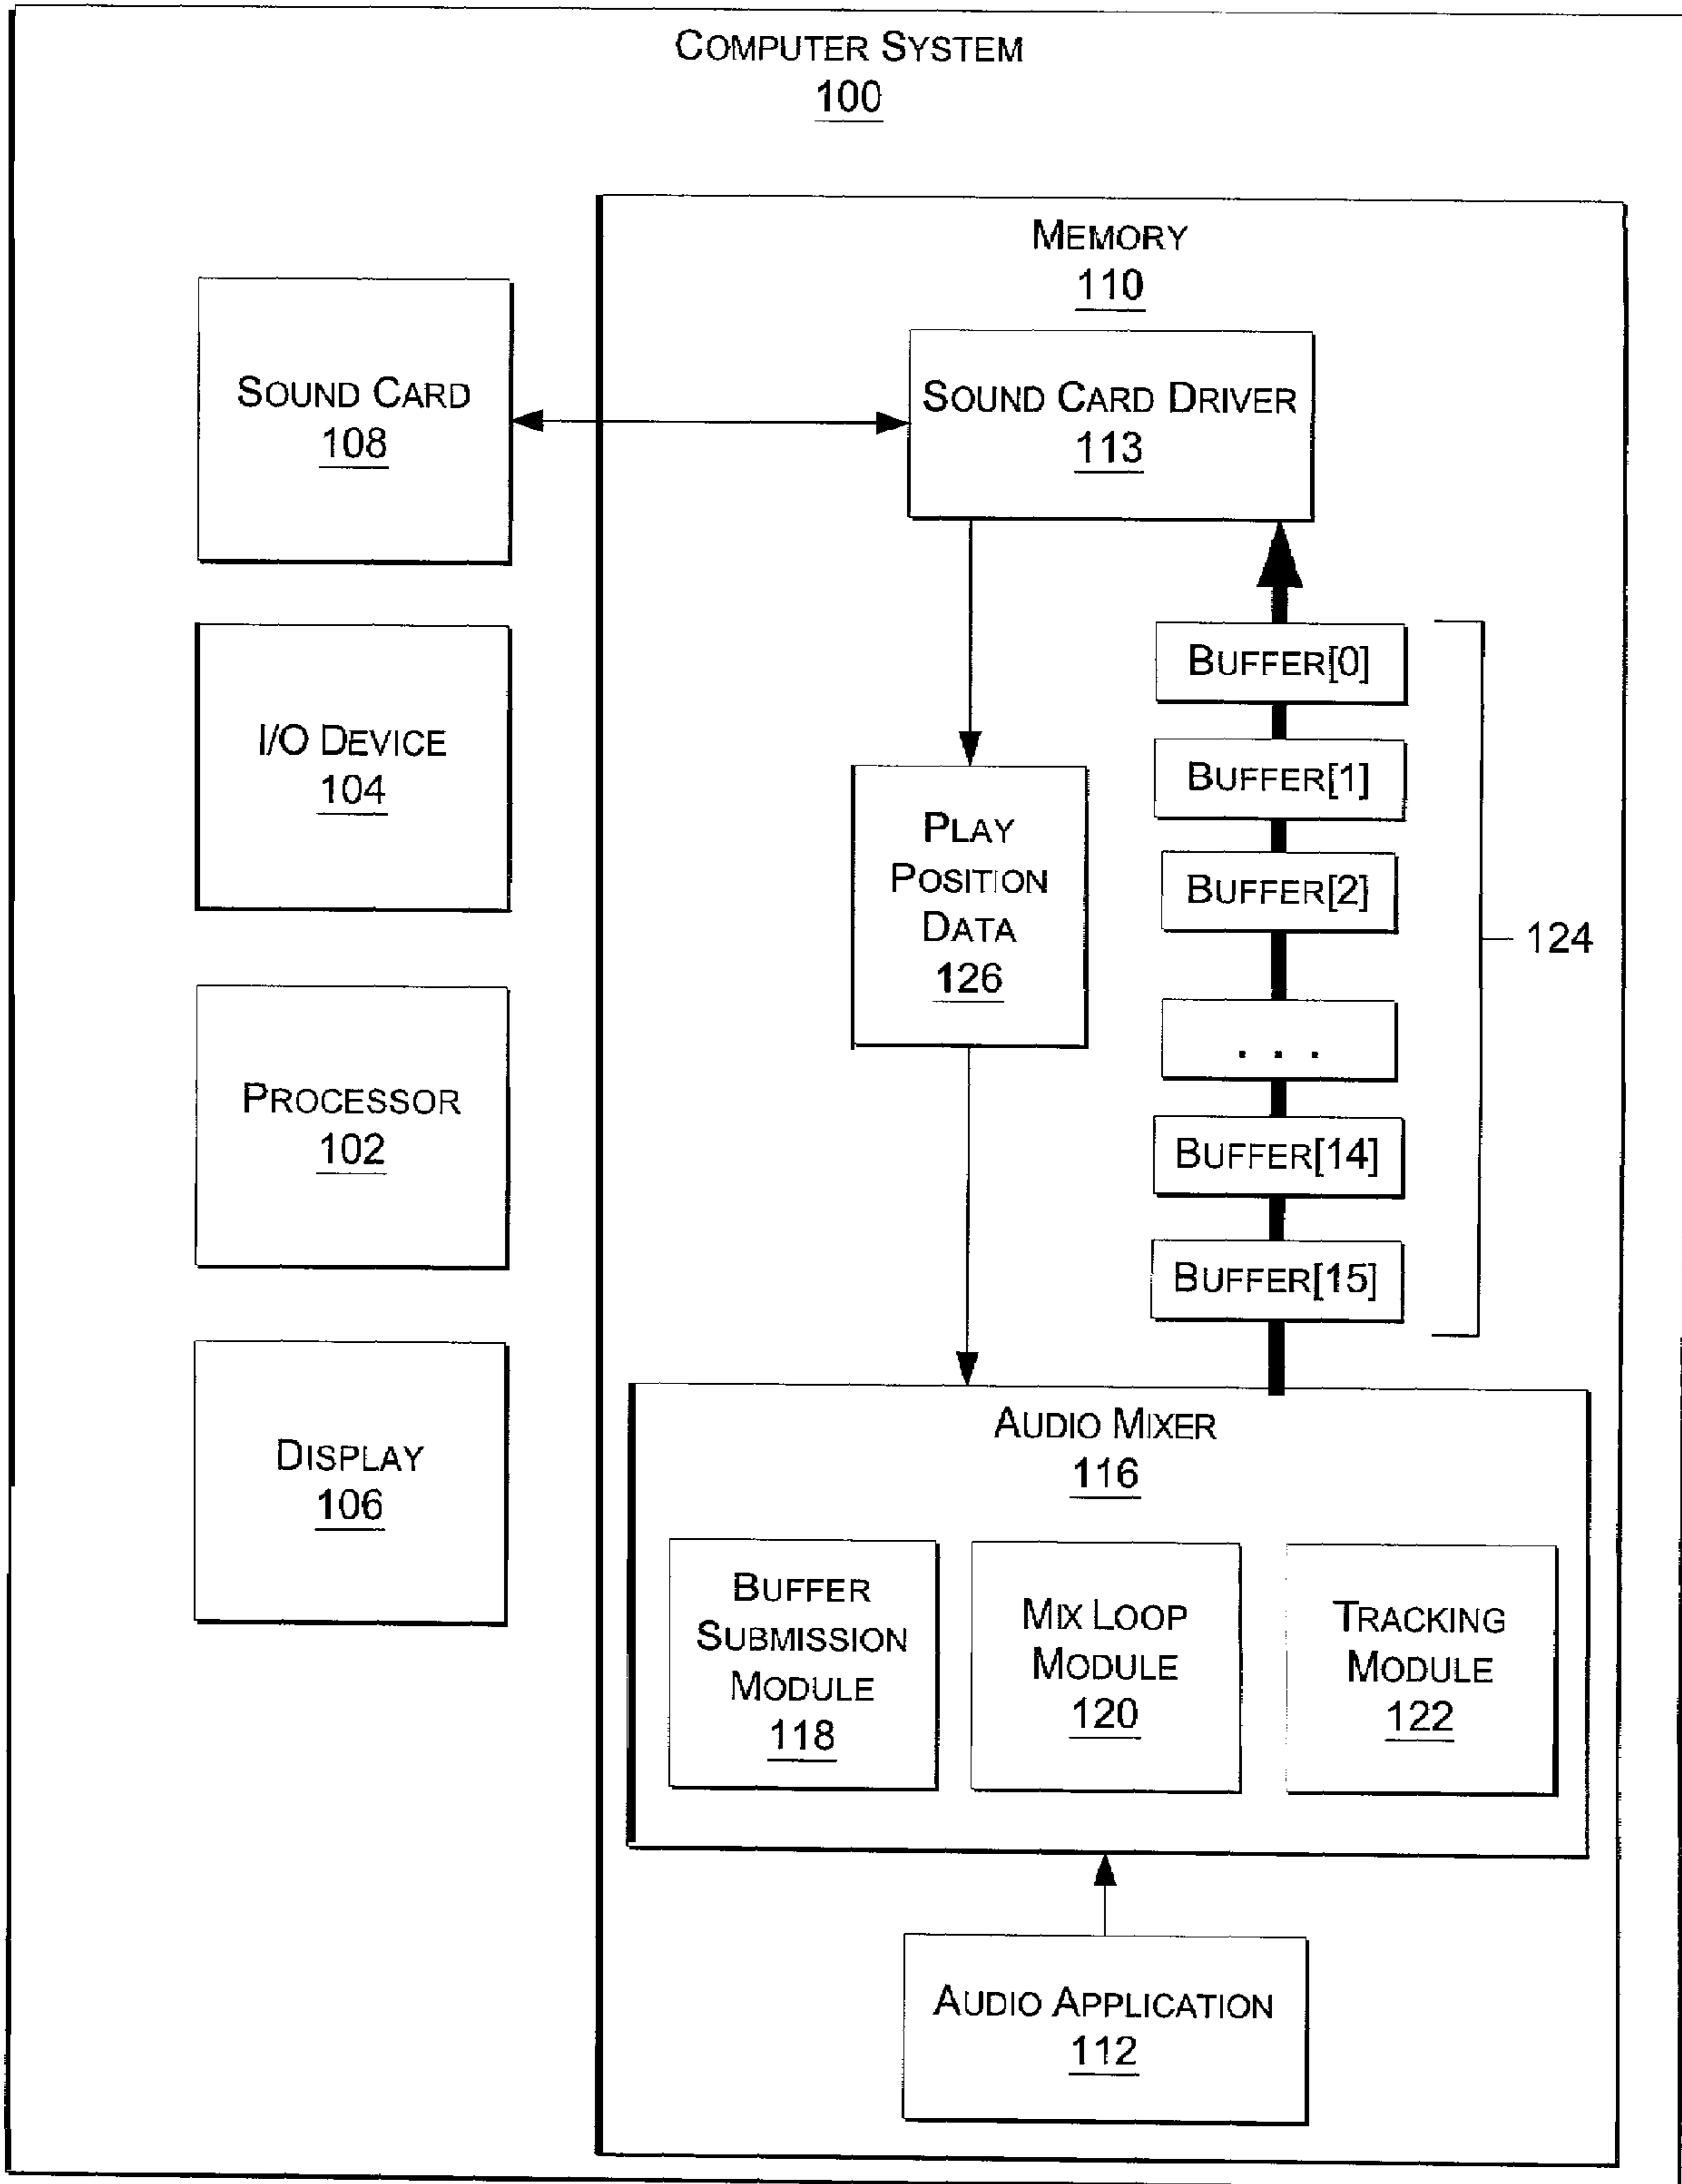 COMPUTER SYSTEM
100
MEMORY
110
SOUND CARD
108
SOUND CARD DRIVER
113
I/O DEVICE
104
PROCESSOR
102
DISPLAY
106
PLAY
POSITION
DATA
126
BUFFER[0]
BUFFER[1]
BUFFER[2]
. . .
BUFFER[14]
BUFFER[15]
124
AUDIO MIXER
116
BUFFER
SUBMISSION
MODULE
118
MIX LOOP
MODULE
120
TRACKING
MODULE
122
AUDIO APPLICATION
112